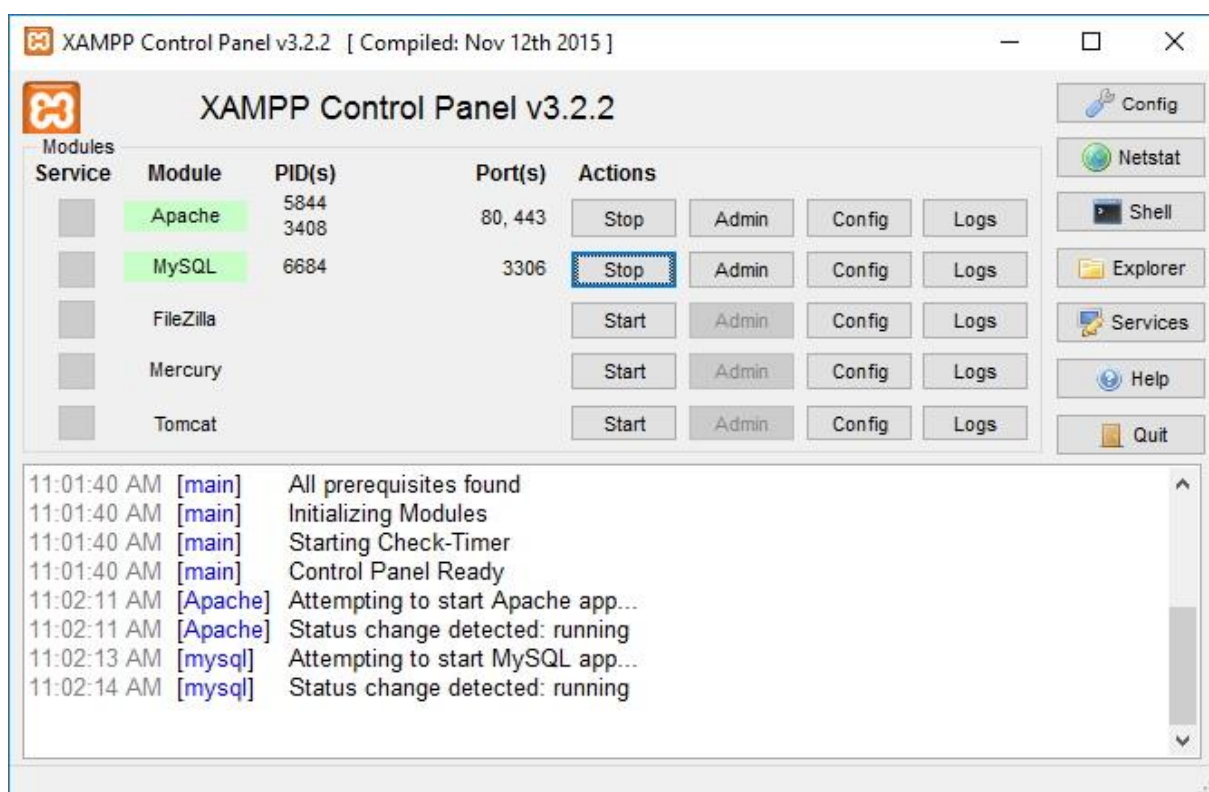 XAMPP Control Panel v3.2.2 [ Compiled: Nov 12th 2015 ]
XAMPP Control Panel v3.2.2
Config
Modules
Service Module PID(s) Port(s) Actions
Netstat
Apache 5844 3408 80, 443 Stop Admin Config Logs
Shell
MySQL 6684 3306 Stop Admin Config Logs
Explorer
FileZilla Start Admin Config Logs
Services
Mercury Start Admin Config Logs
Help
Tomcat Start Admin Config Logs
Quit
11:01:40 AM [main] All prerequisites found
11:01:40 AM [main] Initializing Modules
11:01:40 AM [main] Starting Check-Timer
11:01:40 AM [main] Control Panel Ready
11:02:11 AM [Apache] Attempting to start Apache app...
11:02:11 AM [Apache] Status change detected: running
11:02:13 AM [mysql] Attempting to start MySQL app...
11:02:14 AM [mysql] Status change detected: running